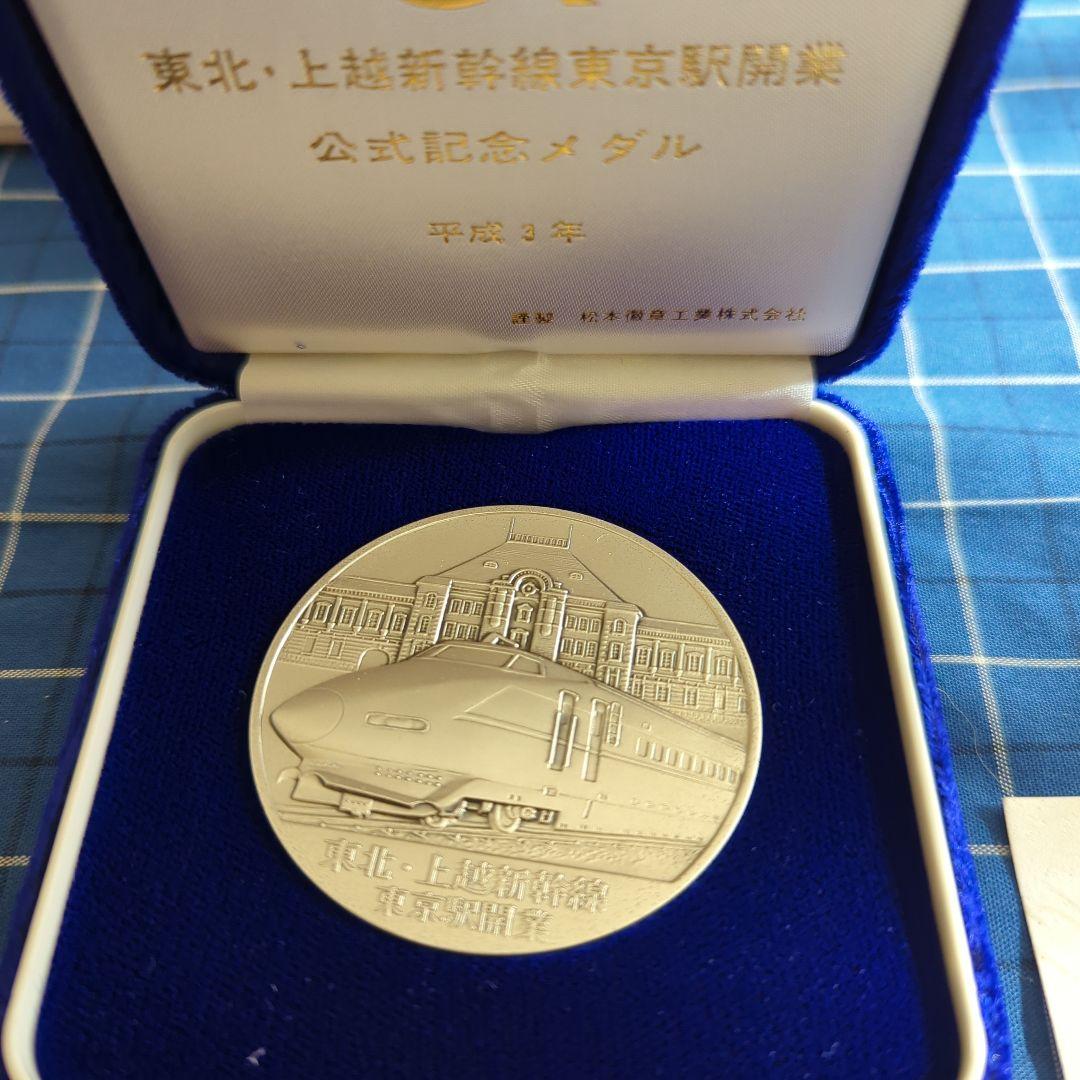 東北・上越新幹線東京駅開業
公式記念メダル
平成3年
謹製 松本徽章工業株式会社
東北・上越新幹線
東京駅開業